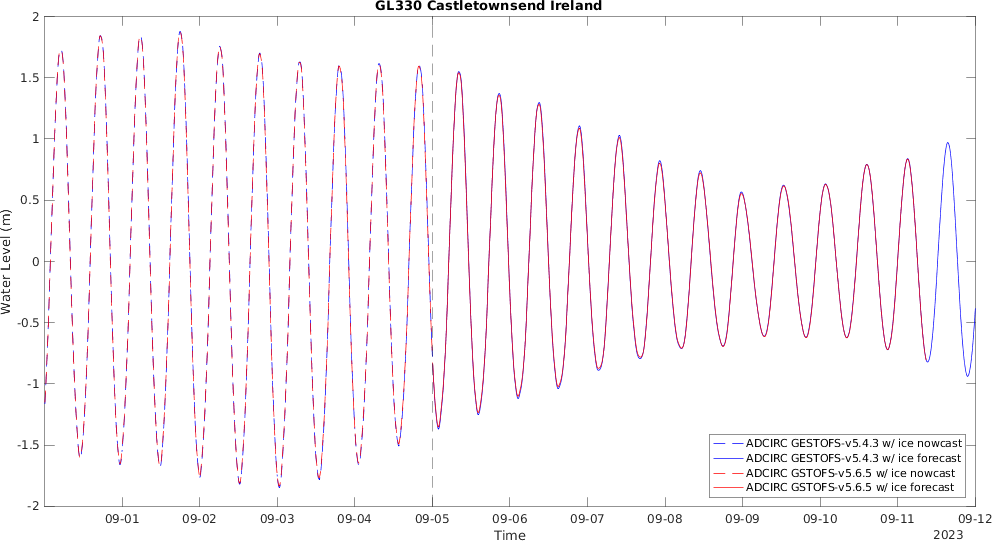 GL330 Castletownsend Ireland
2
1.5
1
0.5
0
-0.5
-1
-1.5
-2
Water Level (m)
ADCIRC GESTOFS-v5.4.3 w/ ice nowcast
ADCIRC GESTOFS-v5.4.3 w/ ice forecast
ADCIRC GSTOFS-v5.6.5 w/ ice nowcast
ADCIRC GSTOFS-v5.6.5 w/ ice forecast
09-01 09-02 09-03 09-04 09-05 09-06 09-07 09-08 09-09 09-10 09-11 09-12
Time
2023